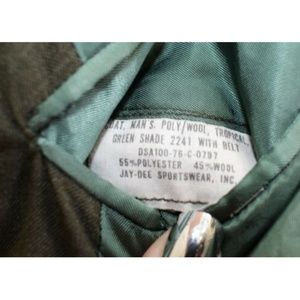 COAT, MAN'S, POLY/WOOL, TROPICAL,
GREEN SHADE 2241 WITH BELT
DSA100-76-C-0797
55% POLYESTER 45% WOOL
JAY-DEE SPORTSWEAR, INC.